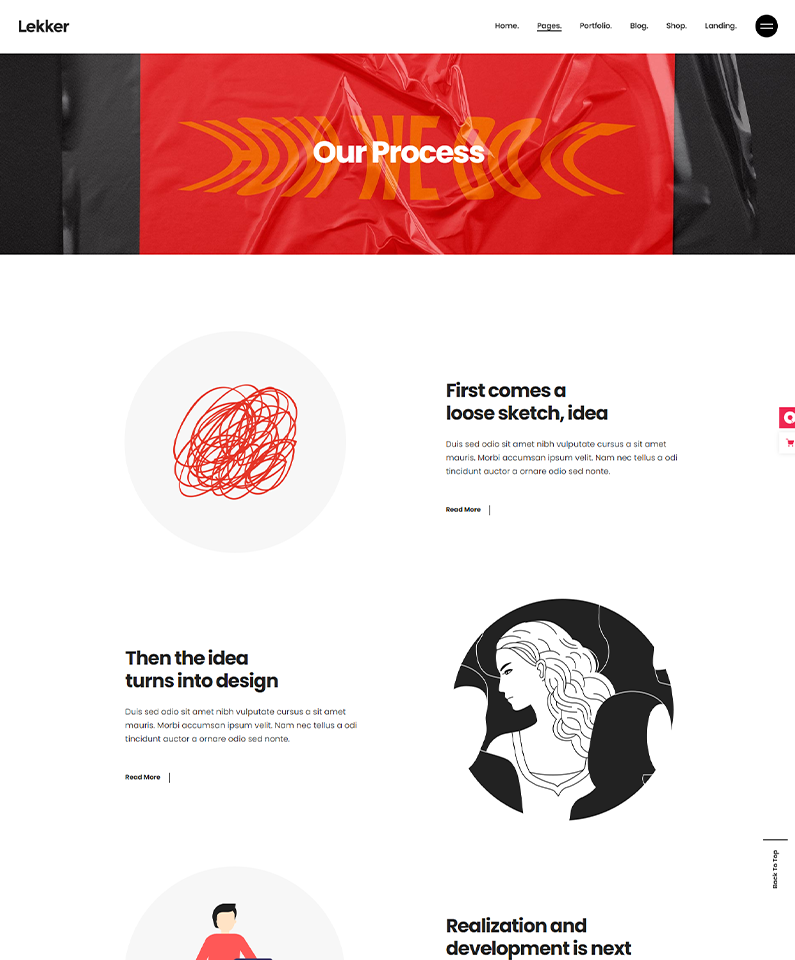 Lekker
Home. Pages. Portfolio. Blog. Shop. Landing.
HOW WE DO IT
Our Process
First comes a
loose sketch, idea
Duis sed odio sit amet nibh vulputate cursus a sit amet
mauris. Morbi accumsan ipsum velit. Nam nec tellus a odi
tincidunt auctor a ornare odio sed nonte.
Read More
Then the idea
turns into design
Duis sed odio sit amet nibh vulputate cursus a sit amet
mauris. Morbi accumsan ipsum velit. Nam nec tellus a odi
tincidunt auctor a ornare odio sed nonte.
Read More
Back To Top
Realization and
development is next